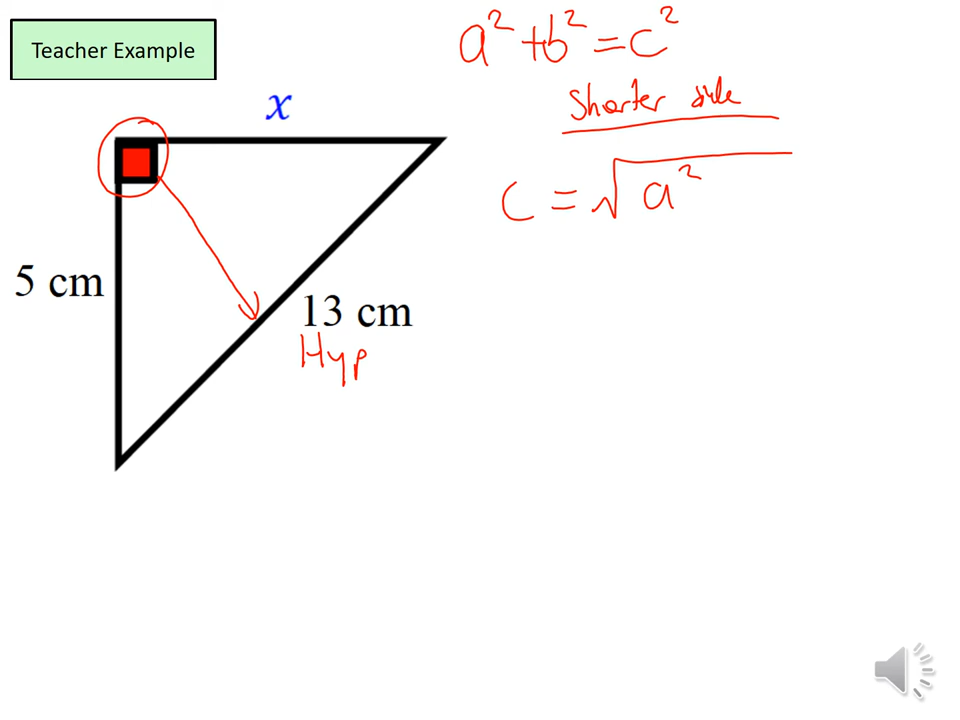 Teacher Example
a² + b² = c²
x
Shorter side
c = √a²
5 cm
13 cm
Hyp